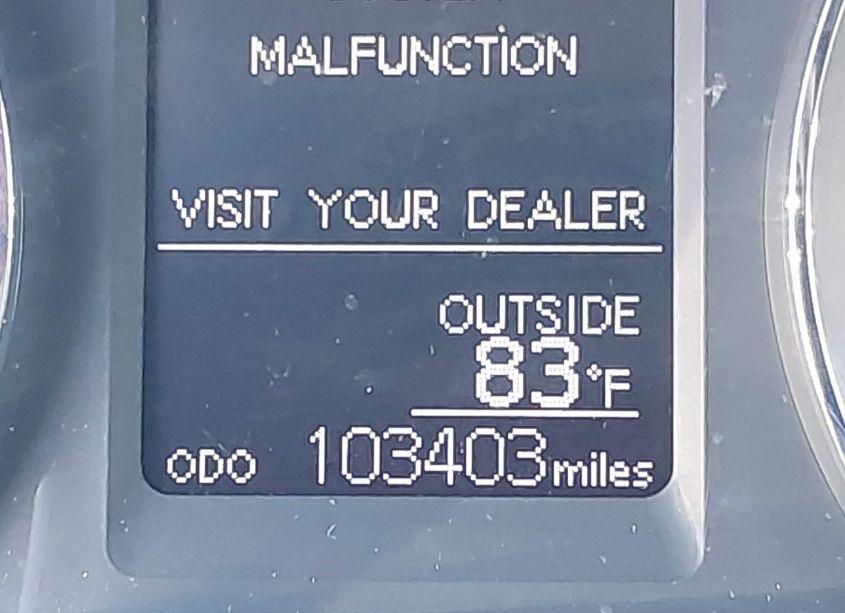 MALFUNCTION
VISIT YOUR DEALER
OUTSIDE
83°F
ODO 103403 miles